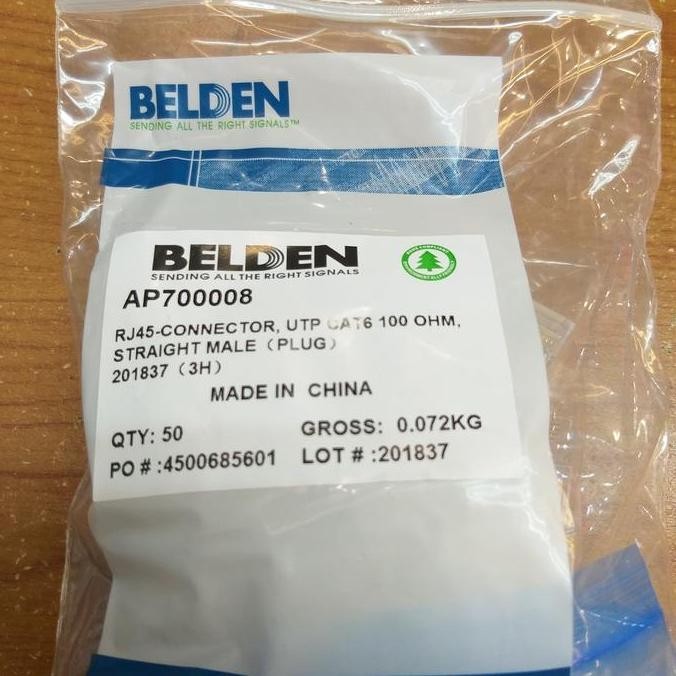 BELDEN
SENDING ALL THE RIGHT SIGNALS™
BELDEN
SENDING ALL THE RIGHT SIGNALS
AP700008
RJ45-CONNECTOR, UTP CAT6 100 OHM,
STRAIGHT MALE（PLUG）
201837（3H）
MADE IN CHINA
QTY: 50 GROSS: 0.072KG
PO # :4500685601 LOT # :201837